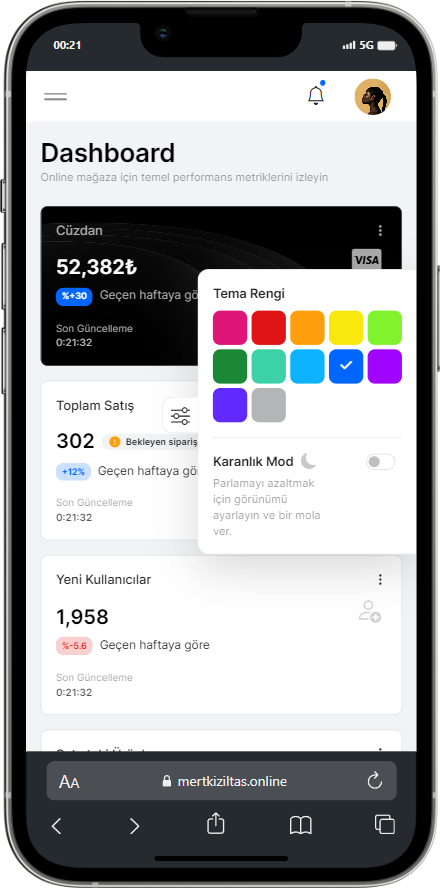 00:21
5G
Dashboard
Online mağaza için temel performans metriklerini izleyin
Cüzdan
VISA
52,382₺
%+30 Geçen haftaya gö
Son Güncelleme
0:21:32
Tema Rengi
Karanlık Mod
Parlamayı azaltmak
için görünümü
ayarlayın ve bir mola
ver.
Toplam Satış
302 Bekleyen sipariş
+12% Geçen haftaya gö
Son Güncelleme
0:21:32
Yeni Kullanıcılar
1,958
%-5.6 Geçen haftaya göre
Son Güncelleme
0:21:32
AA mertkiziltas.online